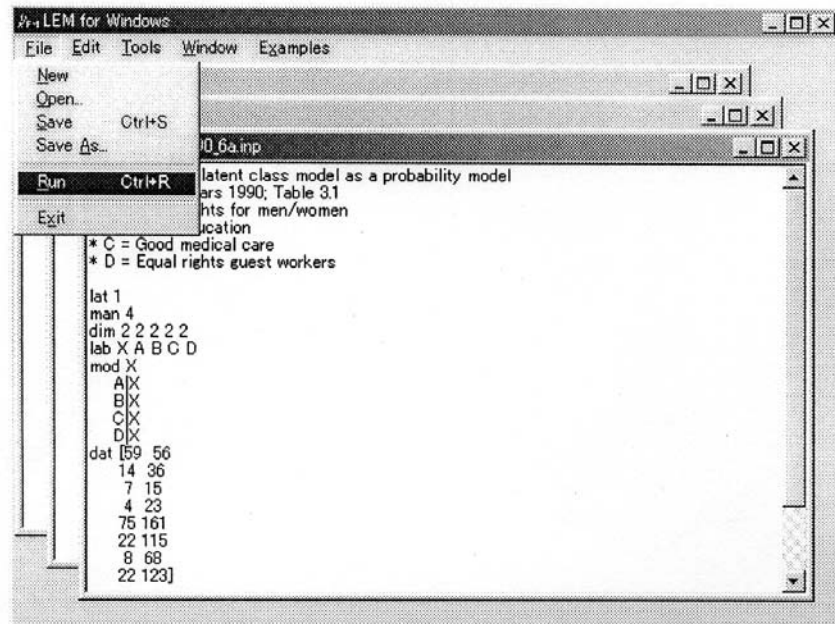 LEM for Windows
File Edit Tools Window Examples
New
Open...
Save Ctrl+S
Save As...
Run Ctrl+R
Exit
0_6a.inp
latent class model as a probability model
ars 1990; Table 3.1
hts for men/women
ucation
* C = Good medical care
* D = Equal rights guest workers
lat 1
man 4
dim 2 2 2 2 2
lab X A B C D
mod X
A|X
B|X
C|X
D|X
dat [59 56
14 36
7 15
4 23
75 161
22 115
8 68
22 123]